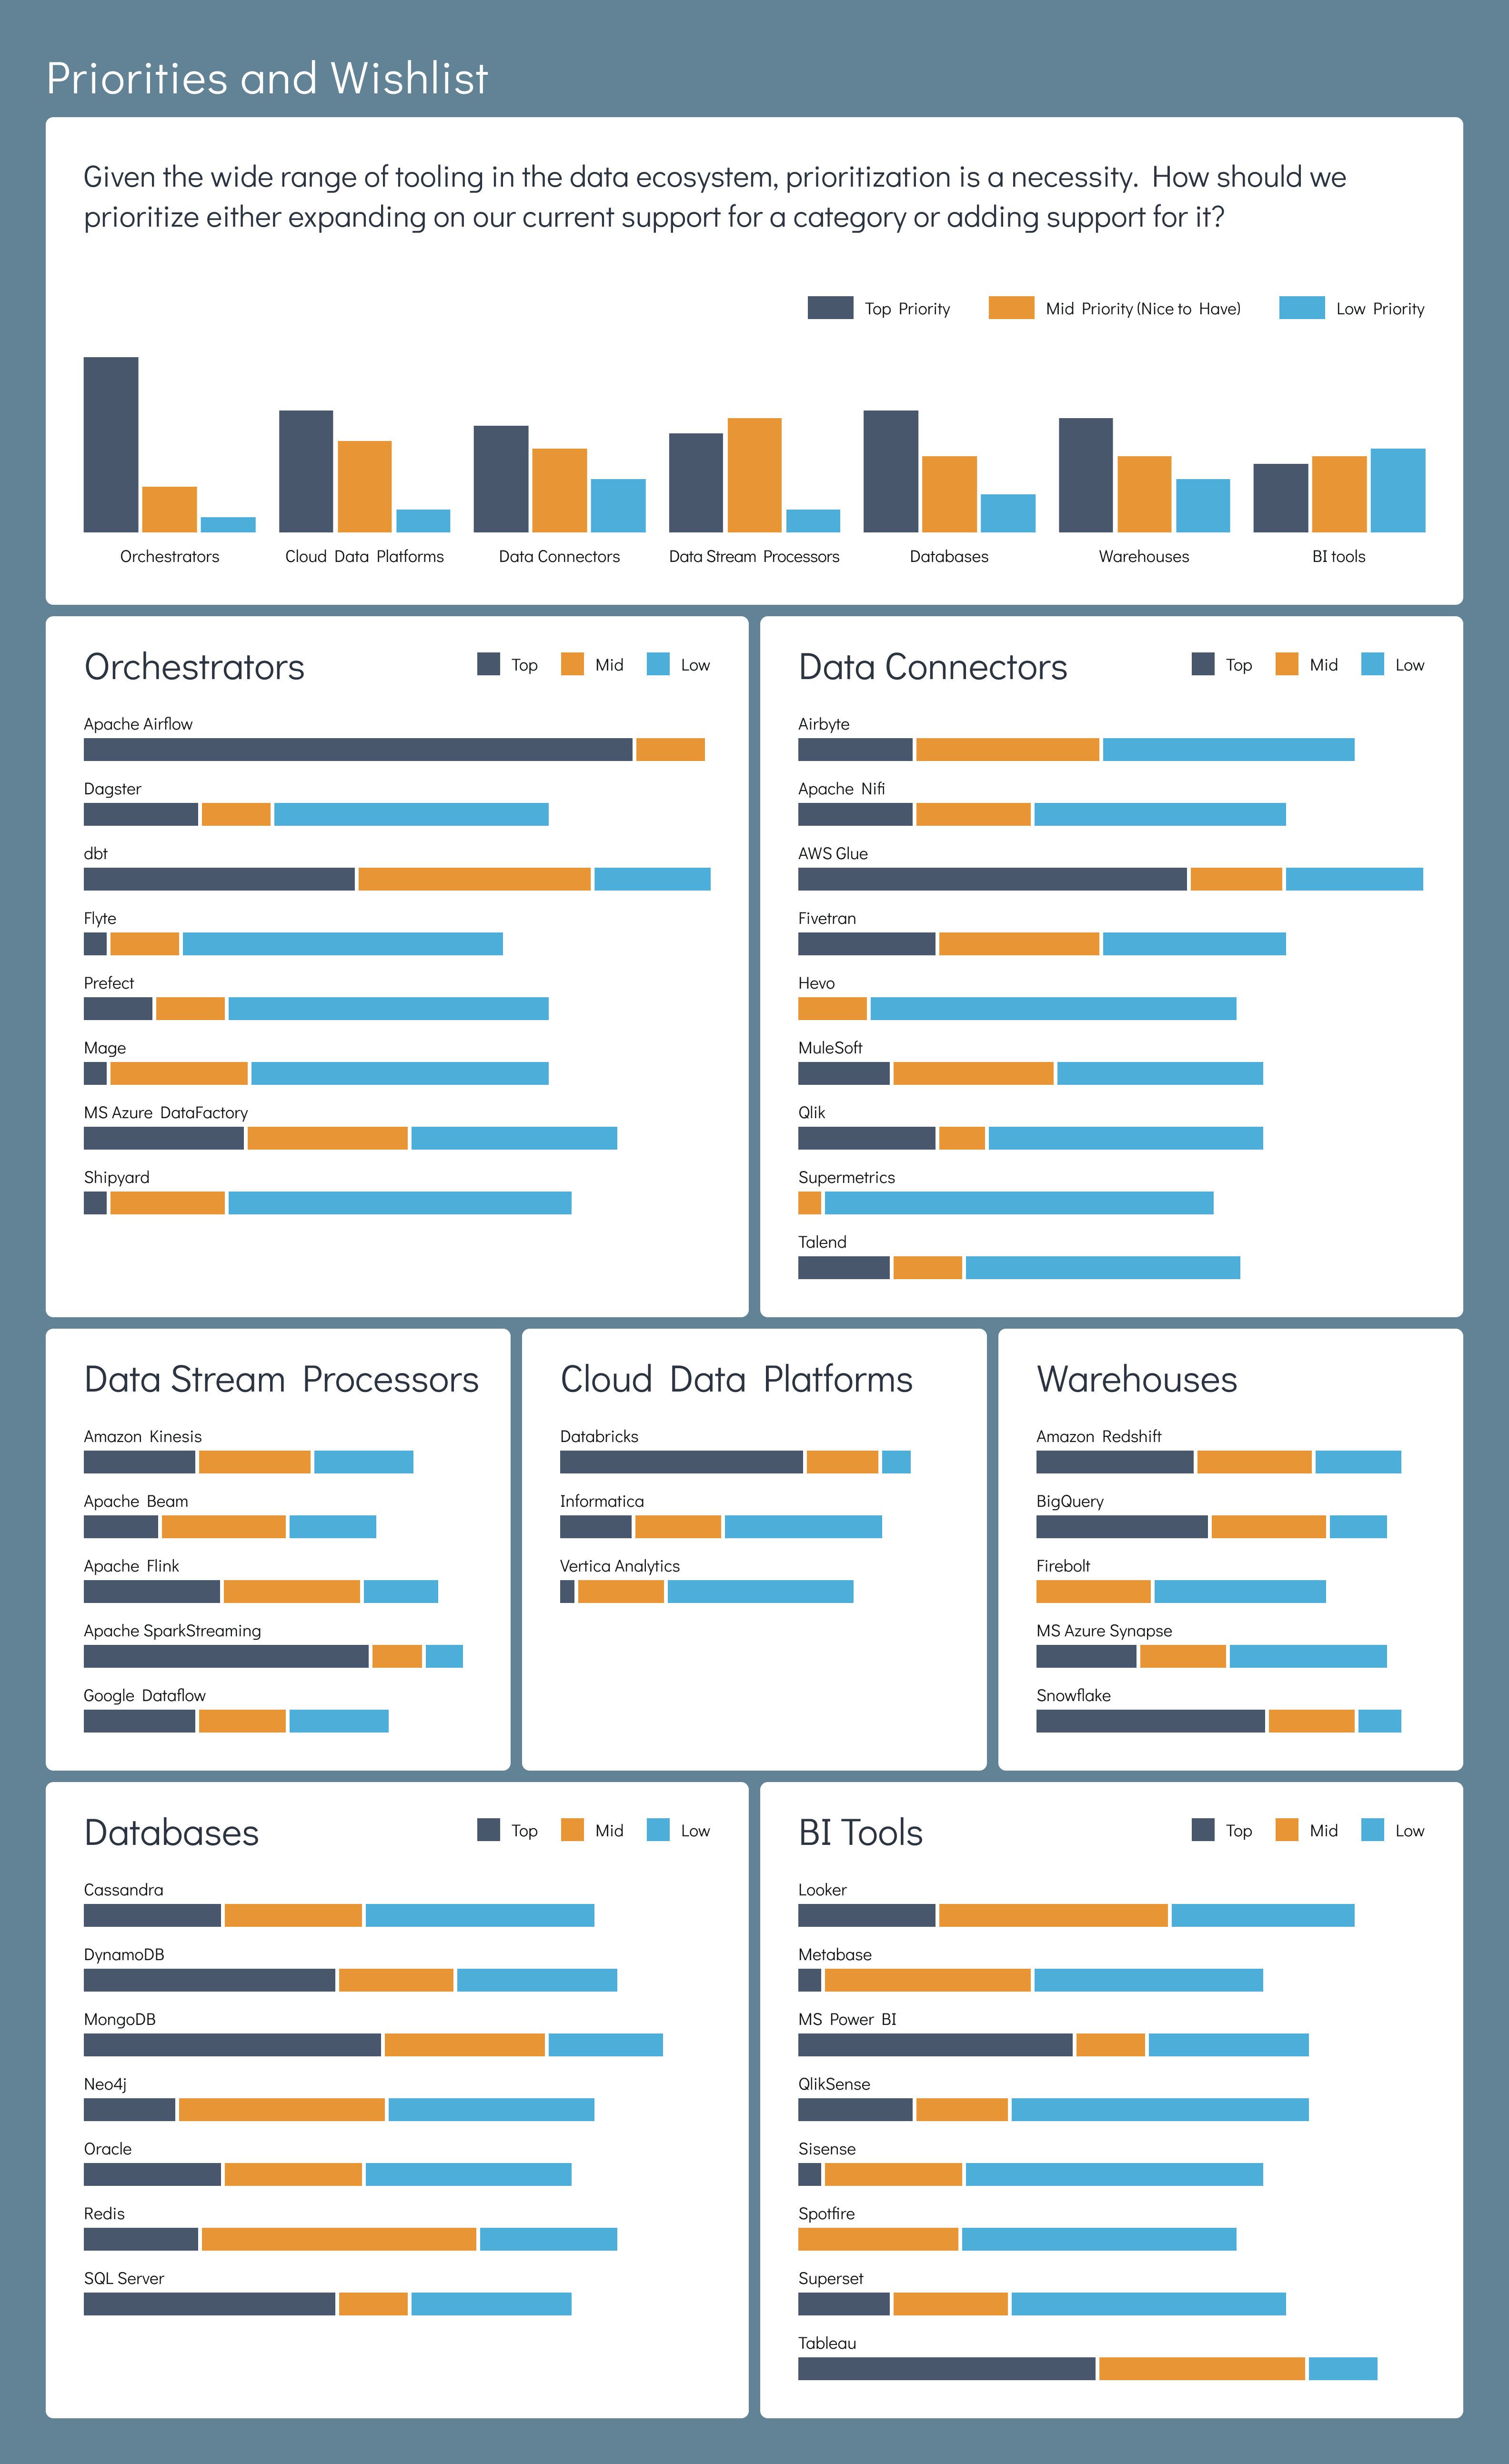 Priorities and Wishlist
Given the wide range of tooling in the data ecosystem, prioritization is a necessity. How should we
prioritize either expanding on our current support for a category or adding support for it?
Top Priority
Mid Priority (Nice to Have)
Low Priority
Orchestrators
Cloud Data Platforms
Data Connectors
Data Stream Processors
Databases
Warehouses
BI tools
Orchestrators
Top
Mid
Low
Apache Airflow
Dagster
dbt
Flyte
Prefect
Mage
MS Azure DataFactory
Shipyard
Data Connectors
Top
Mid
Low
Airbyte
Apache Nifi
AWS Glue
Fivetran
Hevo
MuleSoft
Qlik
Supermetrics
Talend
Data Stream Processors
Amazon Kinesis
Apache Beam
Apache Flink
Apache SparkStreaming
Google Dataflow
Cloud Data Platforms
Databricks
Informatica
Vertica Analytics
Warehouses
Amazon Redshift
BigQuery
Firebolt
MS Azure Synapse
Snowflake
Databases
Top
Mid
Low
Cassandra
DynamoDB
MongoDB
Neo4j
Oracle
Redis
SQL Server
BI Tools
Top
Mid
Low
Looker
Metabase
MS Power BI
QlikSense
Sisense
Spotfire
Superset
Tableau